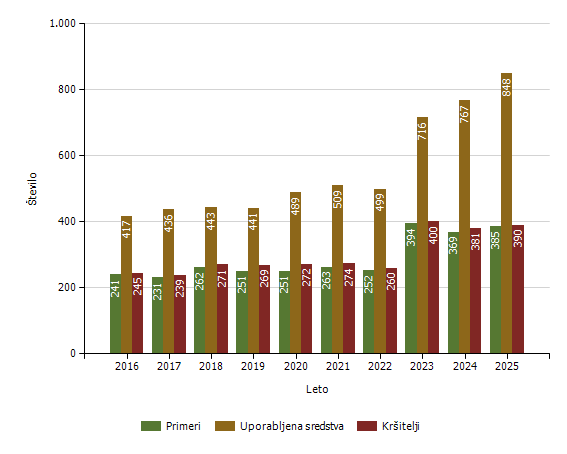 1.000
800
600
400
200
0
Število
241 417 245
231 436 239
262 443 271
251 441 269
251 489 272
263 509 274
252 499 260
394 716 400
369 767 381
385 848 390
2016 2017 2018 2019 2020 2021 2022 2023 2024 2025
Leto
Primeri Uporabljena sredstva Kršitelji